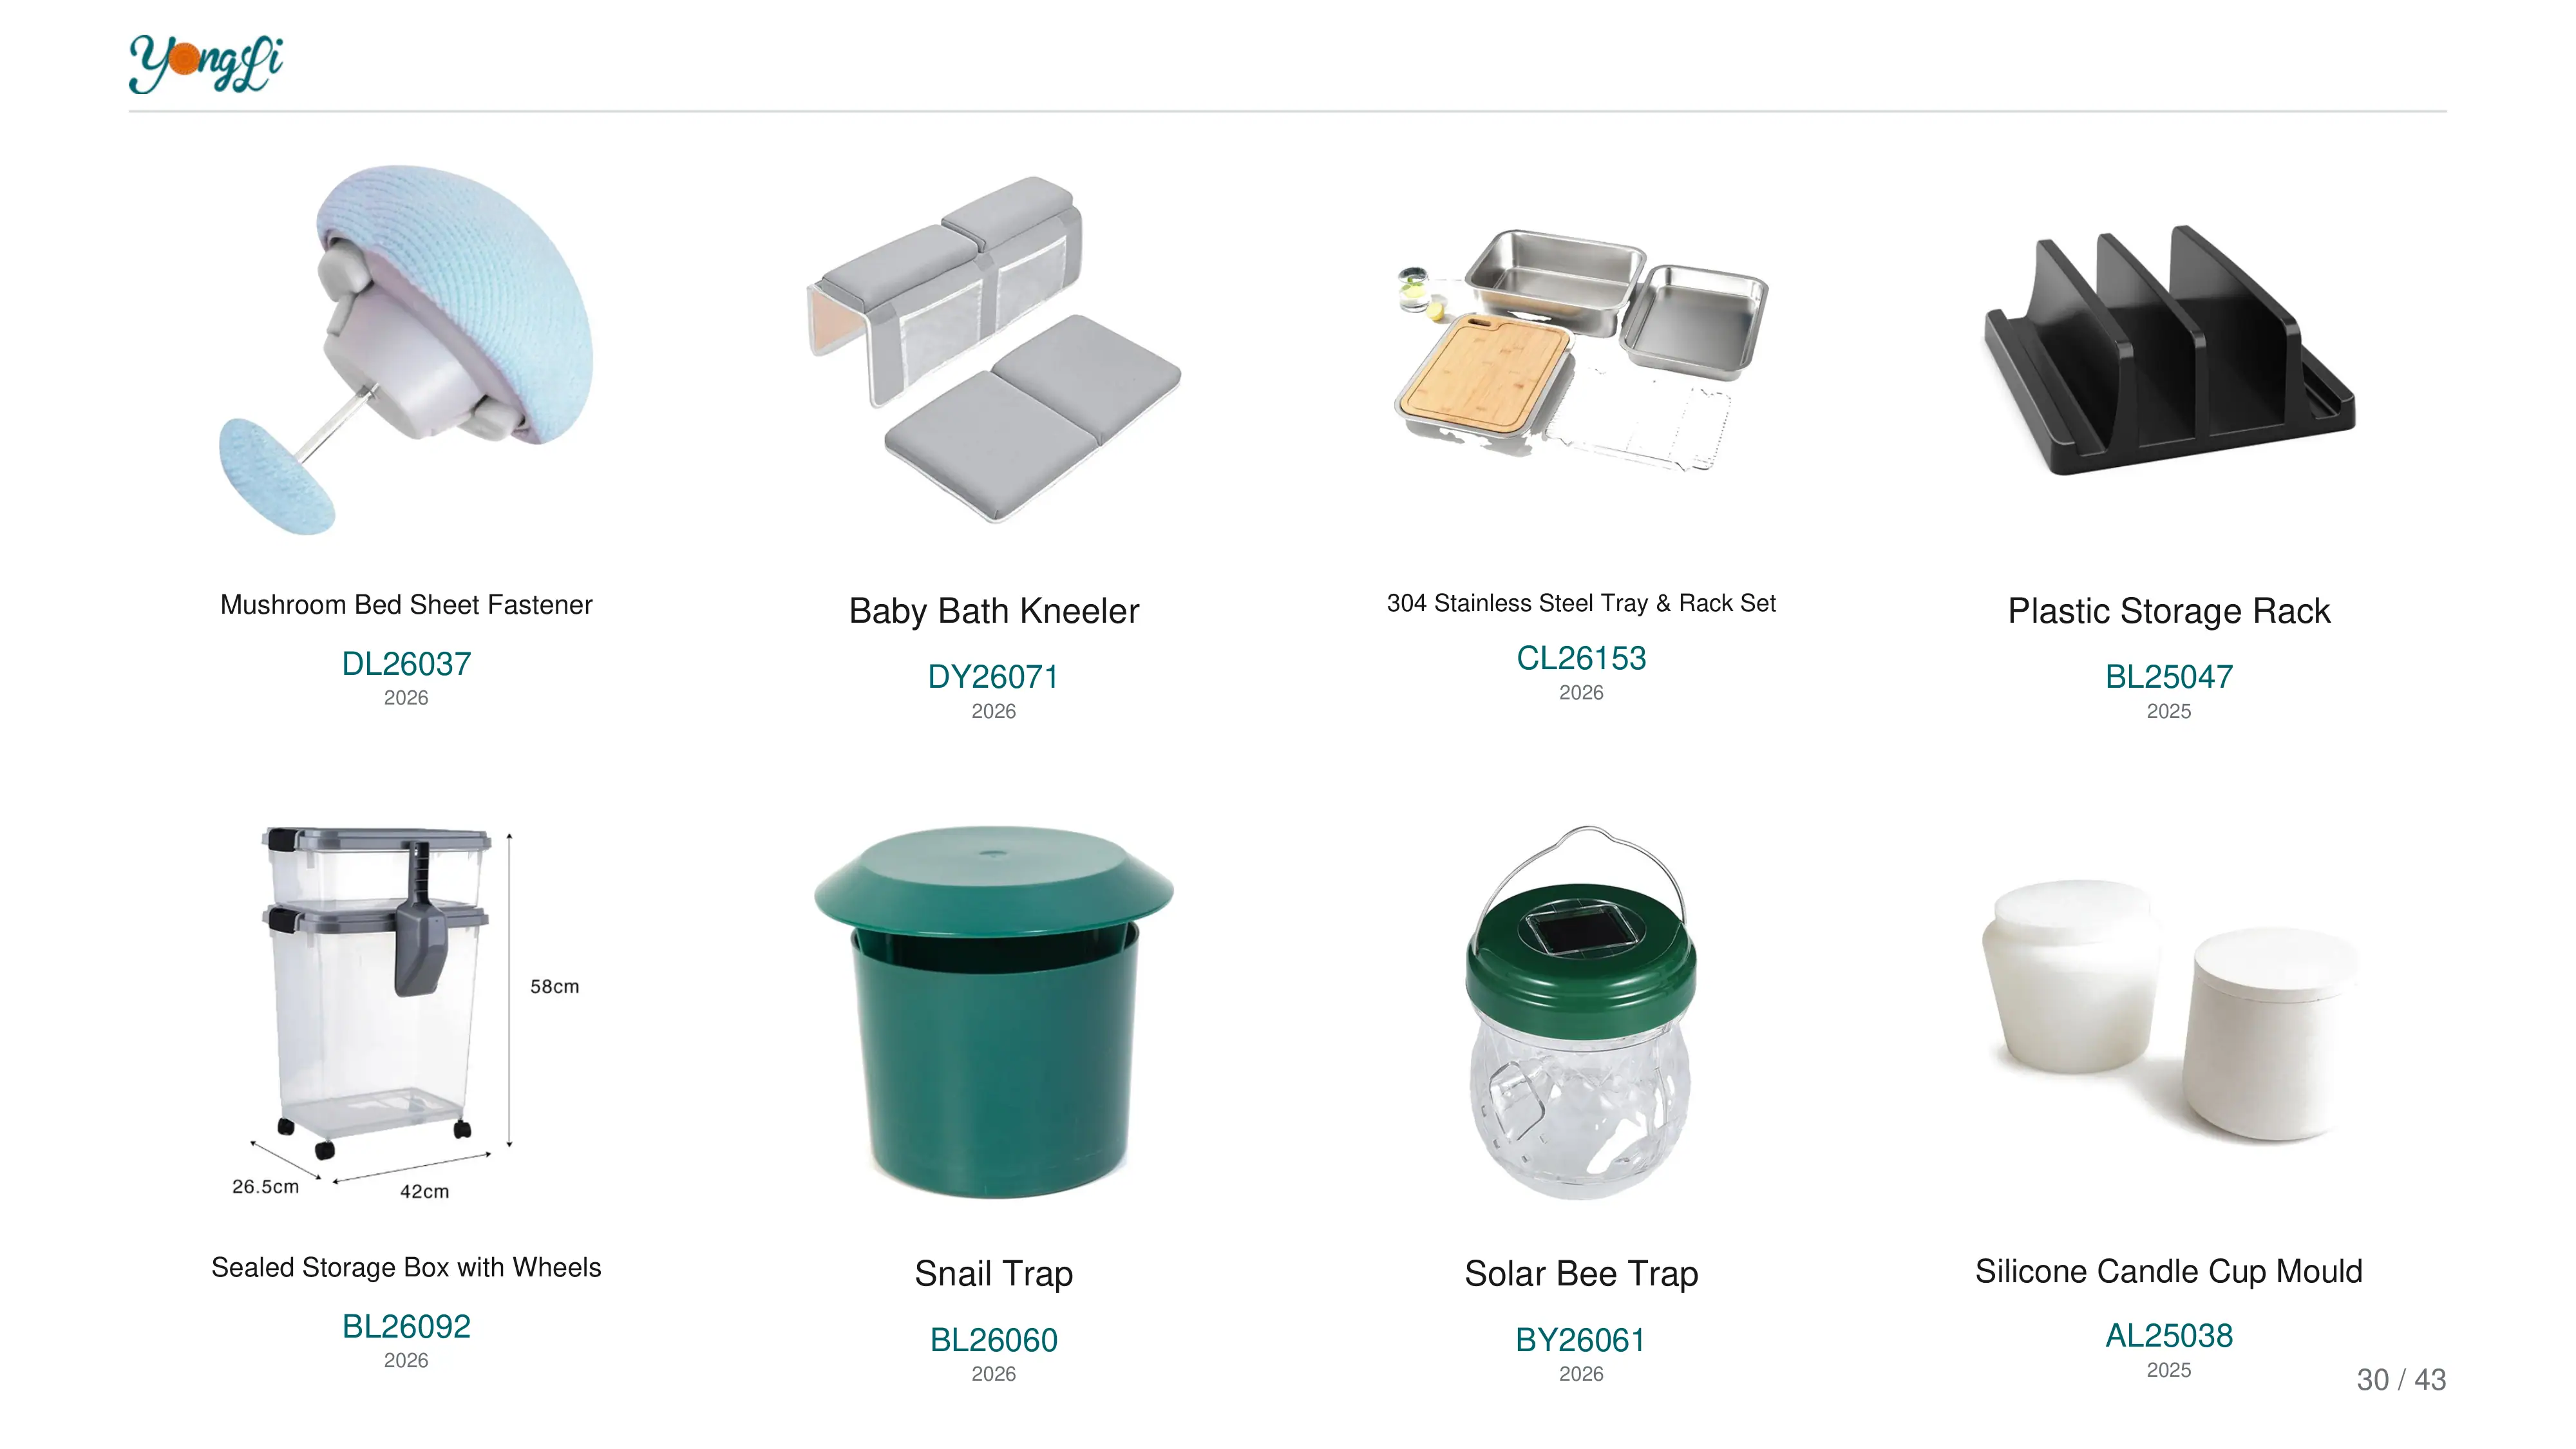 YongLi
Mushroom Bed Sheet Fastener
DL26037
2026
Baby Bath Kneeler
DY26071
2026
304 Stainless Steel Tray & Rack Set
CL26153
2026
Plastic Storage Rack
BL25047
2025
58cm
26.5cm
42cm
Sealed Storage Box with Wheels
BL26092
2026
Snail Trap
BL26060
2026
Solar Bee Trap
BY26061
2026
Silicone Candle Cup Mould
AL25038
2025
30 / 43